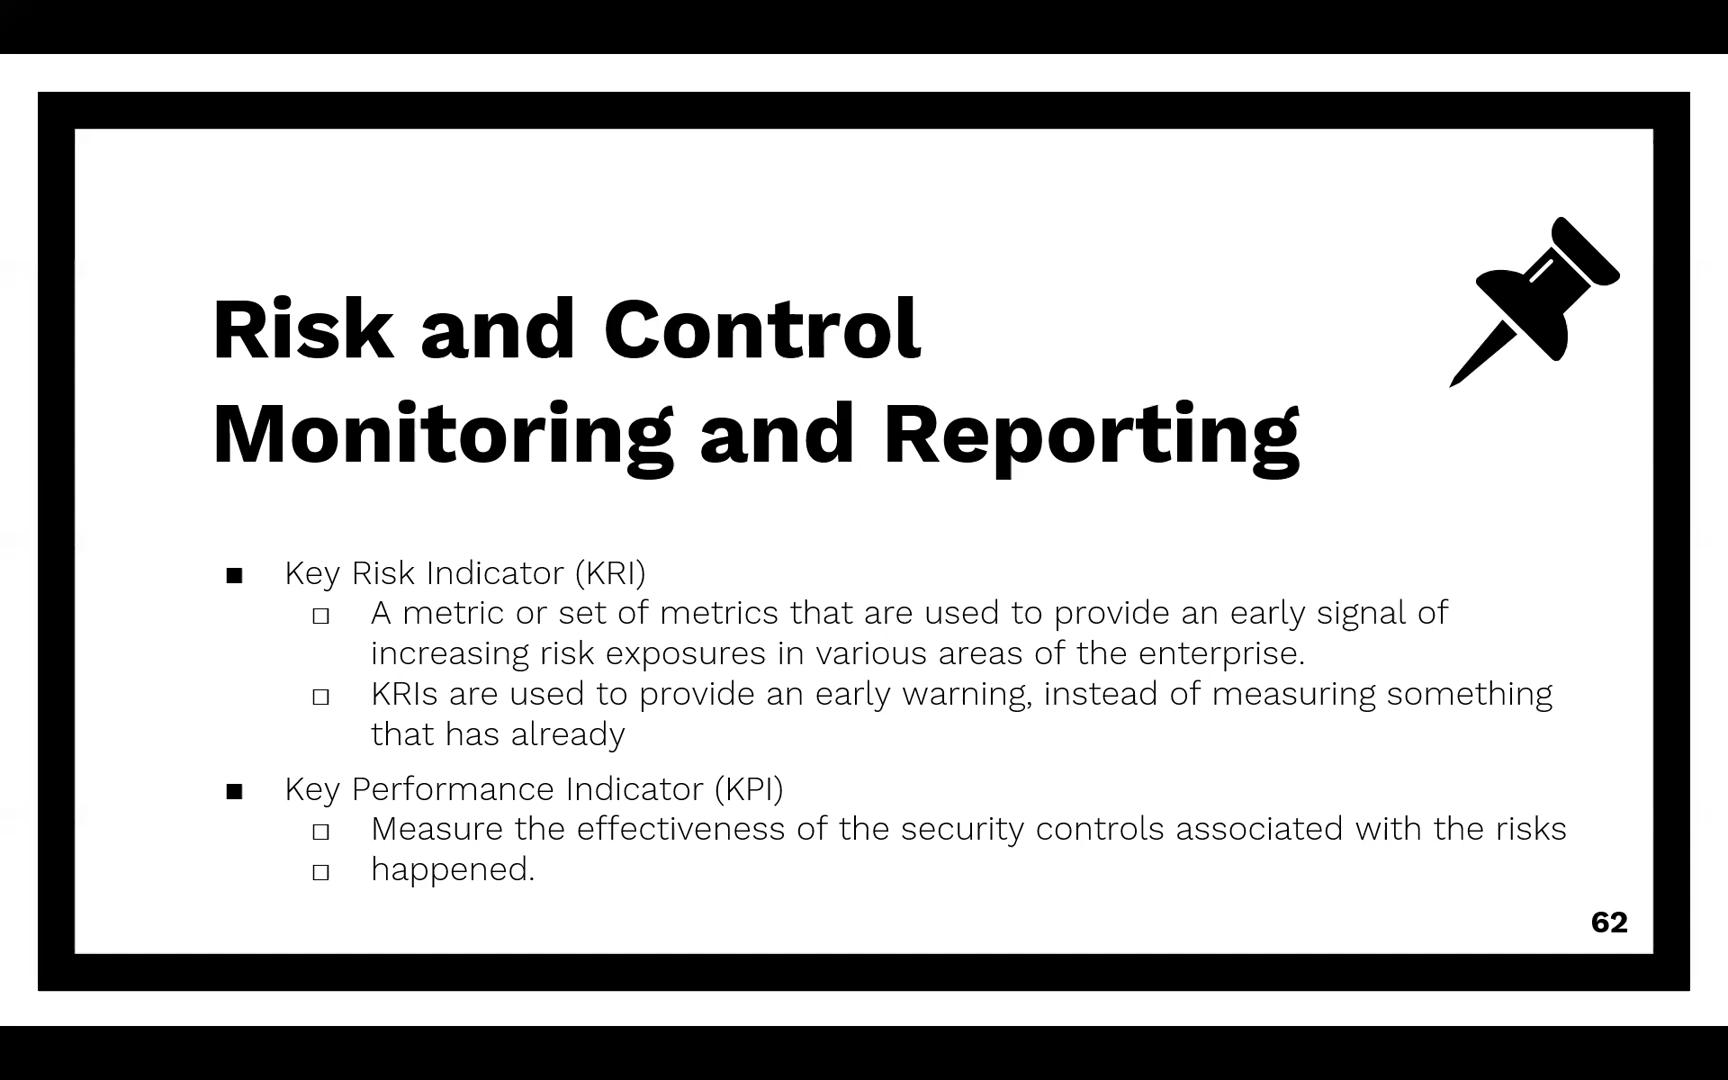 Risk and Control
Monitoring and Reporting
■ Key Risk Indicator (KRI)
□ A metric or set of metrics that are used to provide an early signal of
increasing risk exposures in various areas of the enterprise.
□ KRIs are used to provide an early warning, instead of measuring something
that has already
■ Key Performance Indicator (KPI)
□ Measure the effectiveness of the security controls associated with the risks
□ happened.
62